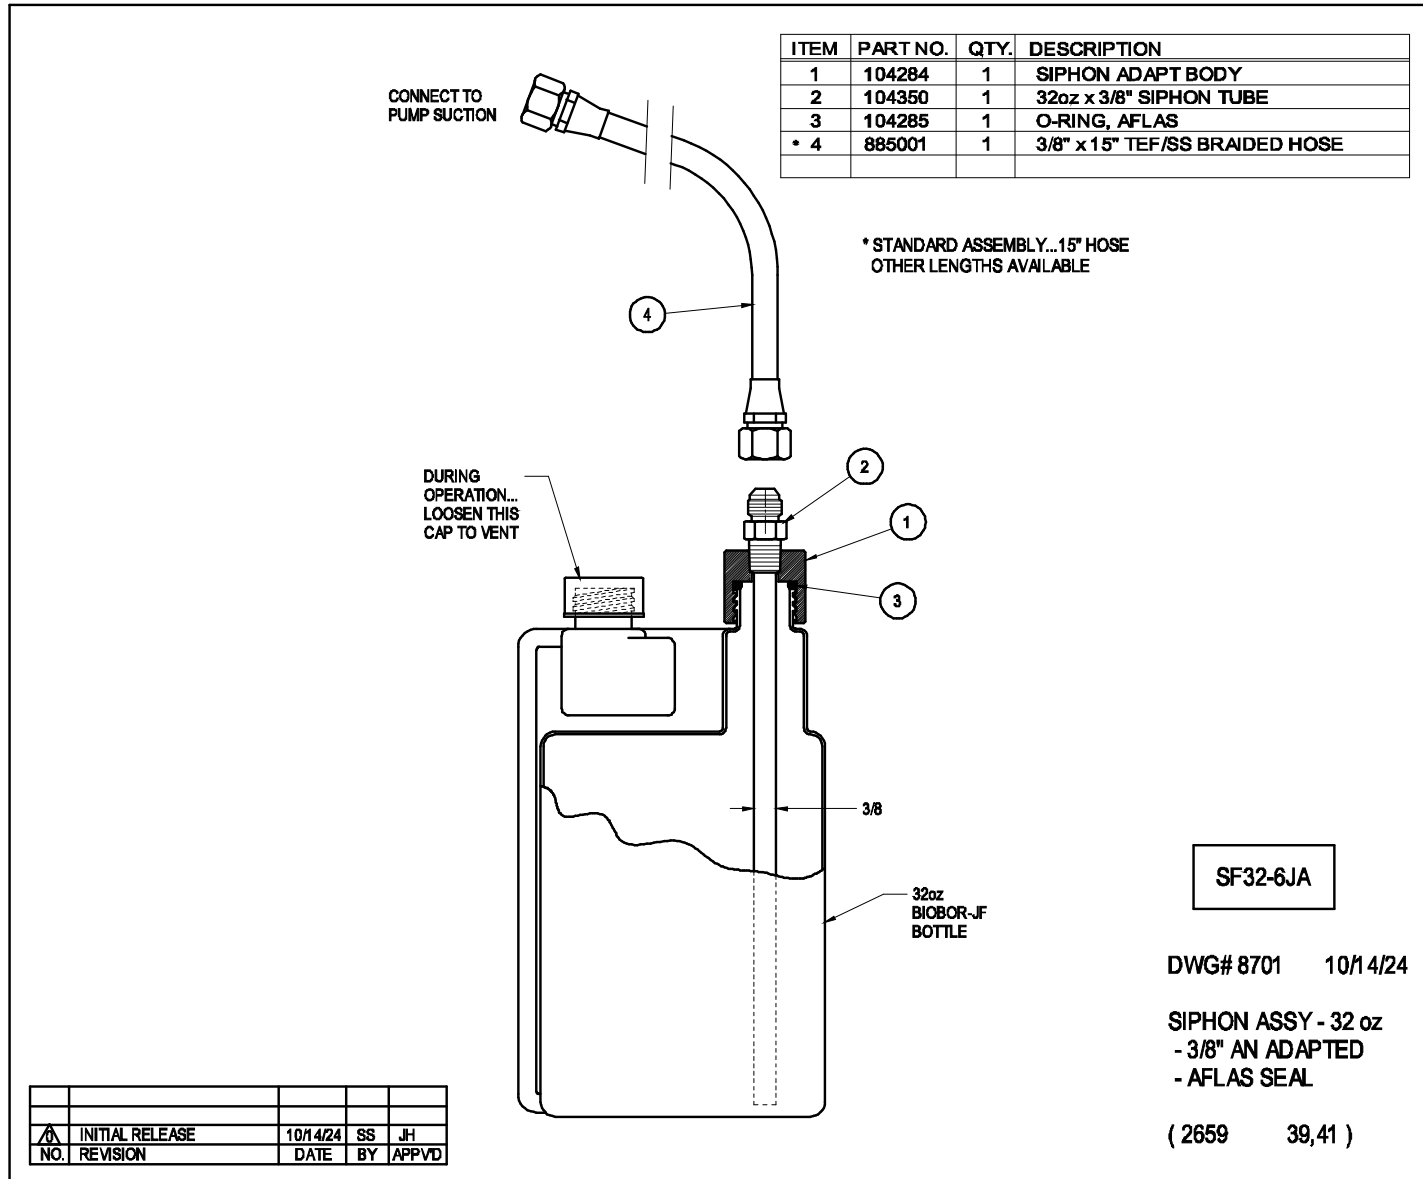 ITEM PART NO. QTY. DESCRIPTION
1 104284 1 SIPHON ADAPT BODY
2 104350 1 32oz x 3/8" SIPHON TUBE
3 104285 1 O-RING, AFLAS
* 4 885001 1 3/8" x 15" TEF/SS BRAIDED HOSE
CONNECT TO
PUMP SUCTION
* STANDARD ASSEMBLY...15" HOSE
OTHER LENGTHS AVAILABLE
4
DURING
OPERATION...
LOOSEN THIS
CAP TO VENT
2
1
3
3/8
32oz
BIOBOR-JF
BOTTLE
SF32-6JA
DWG# 8701 10/14/24
SIPHON ASSY - 32 oz
- 3/8" AN ADAPTED
- AFLAS SEAL
( 2659 39,41 )
0 INITIAL RELEASE 10/14/24 SS JH
NO. REVISION DATE BY APPV'D